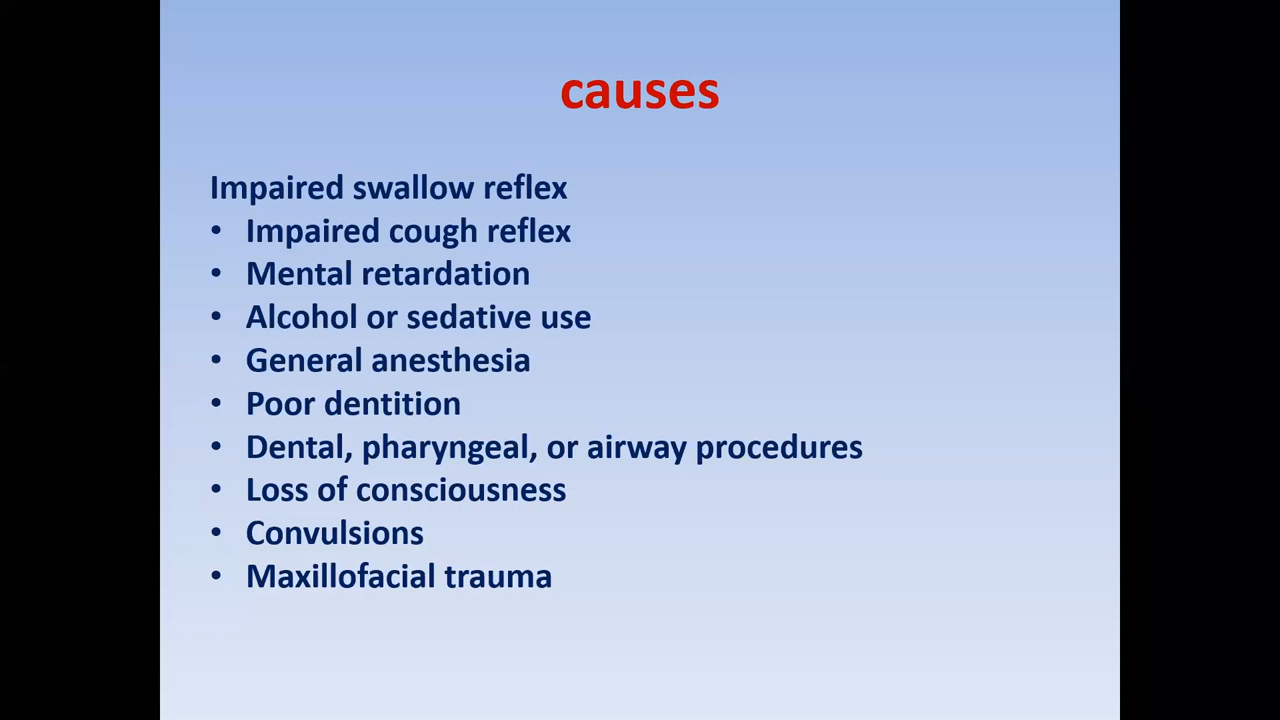 causes
Impaired swallow reflex
• Impaired cough reflex
• Mental retardation
• Alcohol or sedative use
• General anesthesia
• Poor dentition
• Dental, pharyngeal, or airway procedures
• Loss of consciousness
• Convulsions
• Maxillofacial trauma